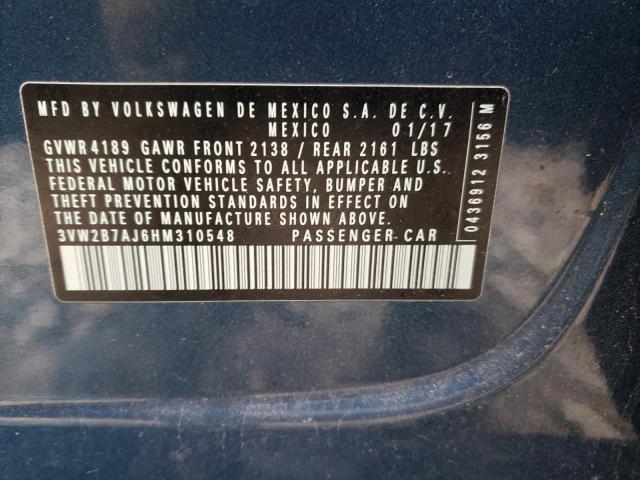 MFD BY VOLKSWAGEN DE MEXICO S.A. DE C.V.
MEXICO 01/17
GVWR 4189 GAWR FRONT 2138 / REAR 2161 LBS
THIS VEHICLE CONFORMS TO ALL APPLICABLE U.S.
FEDERAL MOTOR VEHICLE SAFETY, BUMPER AND
THEFT PREVENTION STANDARDS IN EFFECT ON
THE DATE OF MANUFACTURE SHOWN ABOVE.
3VW2B7AJ6HM310548 PASSENGER CAR
0436912 3156 M